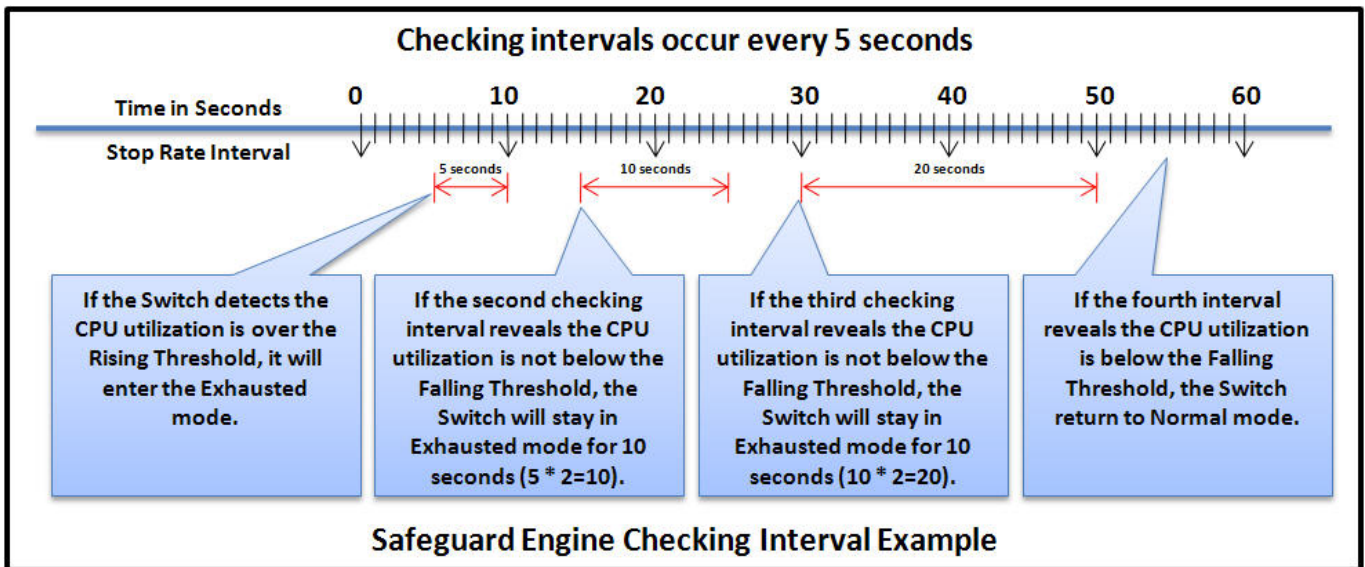 Checking intervals occur every 5 seconds
Time in Seconds
0 10 20 30 40 50 60
Stop Rate Interval
5 seconds
10 seconds
20 seconds
If the Switch detects the
CPU utilization is over the
Rising Threshold, it will
enter the Exhausted
mode.
If the second checking
interval reveals the CPU
utilization is not below the
Falling Threshold, the
Switch will stay in
Exhausted mode for 10
seconds (5 * 2=10).
If the third checking
interval reveals the CPU
utilization is not below the
Falling Threshold, the
Switch will stay in
Exhausted mode for 10
seconds (10 * 2=20).
If the fourth interval
reveals the CPU utilization
is below the Falling
Threshold, the Switch
return to Normal mode.
Safeguard Engine Checking Interval Example